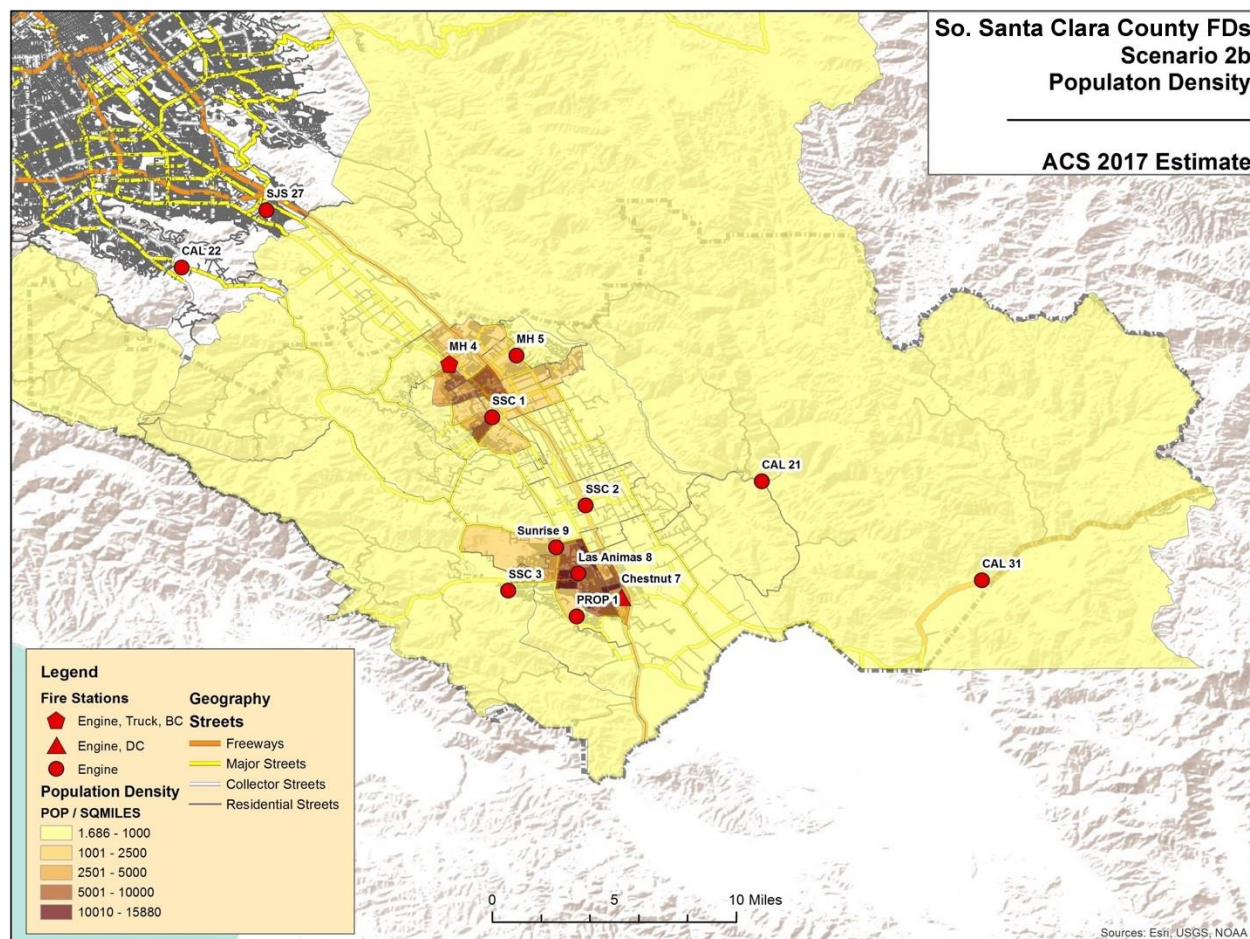 So. Santa Clara County FDs
Scenario 2b
Populaton Density
ACS 2017 Estimate
SJS 27
CAL 22
MH 4
MH 5
SSC 1
CAL 21
SSC 2
Sunrise 9
Las Animas 8
SSC 3
Chestnut 7
CAL 31
PROP 1
Legend
Fire Stations
Engine, Truck, BC
Engine, DC
Engine
Population Density
POP / SQMILES
1.686 - 1000
1001 - 2500
2501 - 5000
5001 - 10000
10010 - 15880
Geography
Streets
Freeways
Major Streets
Collector Streets
Residential Streets
0 5 10 Miles
Sources: Esri, USGS, NOAA